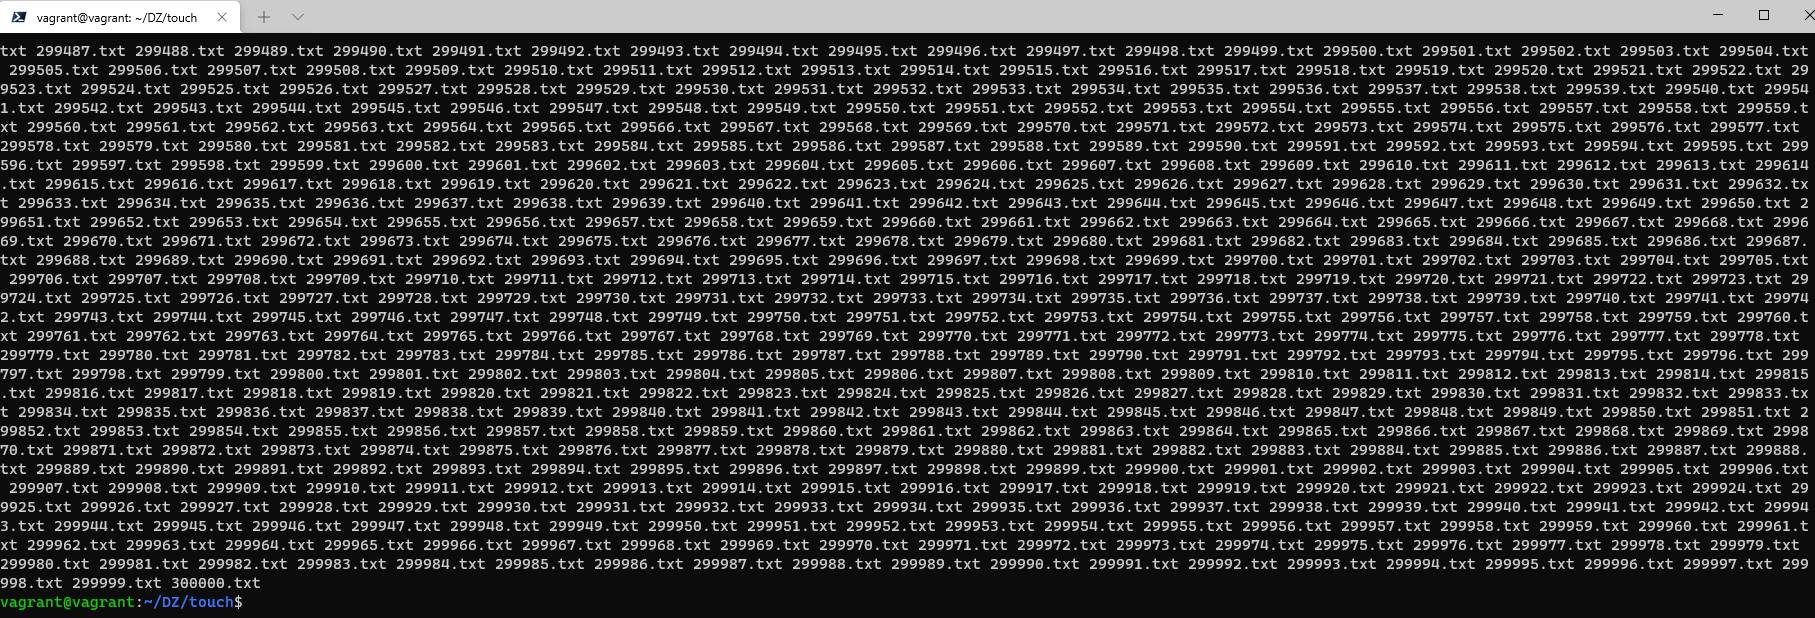 vagrant@vagrant: ~/DZ/touch
txt 299487.txt 299488.txt 299489.txt 299490.txt 299491.txt 299492.txt 299493.txt 299494.txt 299495.txt 299496.txt 299497.txt 299498.txt 299499.txt 299500.txt 299501.txt 299502.txt 299503.txt 299504.txt
299505.txt 299506.txt 299507.txt 299508.txt 299509.txt 299510.txt 299511.txt 299512.txt 299513.txt 299514.txt 299515.txt 299516.txt 299517.txt 299518.txt 299519.txt 299520.txt 299521.txt 299522.txt 29
9523.txt 299524.txt 299525.txt 299526.txt 299527.txt 299528.txt 299529.txt 299530.txt 299531.txt 299532.txt 299533.txt 299534.txt 299535.txt 299536.txt 299537.txt 299538.txt 299539.txt 299540.txt 29954
1.txt 299542.txt 299543.txt 299544.txt 299545.txt 299546.txt 299547.txt 299548.txt 299549.txt 299550.txt 299551.txt 299552.txt 299553.txt 299554.txt 299555.txt 299556.txt 299557.txt 299558.txt 299559.t
xt 299560.txt 299561.txt 299562.txt 299563.txt 299564.txt 299565.txt 299566.txt 299567.txt 299568.txt 299569.txt 299570.txt 299571.txt 299572.txt 299573.txt 299574.txt 299575.txt 299576.txt 299577.txt
299578.txt 299579.txt 299580.txt 299581.txt 299582.txt 299583.txt 299584.txt 299585.txt 299586.txt 299587.txt 299588.txt 299589.txt 299590.txt 299591.txt 299592.txt 299593.txt 299594.txt 299595.txt 299
596.txt 299597.txt 299598.txt 299599.txt 299600.txt 299601.txt 299602.txt 299603.txt 299604.txt 299605.txt 299606.txt 299607.txt 299608.txt 299609.txt 299610.txt 299611.txt 299612.txt 299613.txt 299614
.txt 299615.txt 299616.txt 299617.txt 299618.txt 299619.txt 299620.txt 299621.txt 299622.txt 299623.txt 299624.txt 299625.txt 299626.txt 299627.txt 299628.txt 299629.txt 299630.txt 299631.txt 299632.tx
t 299633.txt 299634.txt 299635.txt 299636.txt 299637.txt 299638.txt 299639.txt 299640.txt 299641.txt 299642.txt 299643.txt 299644.txt 299645.txt 299646.txt 299647.txt 299648.txt 299649.txt 299650.txt 2
99651.txt 299652.txt 299653.txt 299654.txt 299655.txt 299656.txt 299657.txt 299658.txt 299659.txt 299660.txt 299661.txt 299662.txt 299663.txt 299664.txt 299665.txt 299666.txt 299667.txt 299668.txt 2996
69.txt 299670.txt 299671.txt 299672.txt 299673.txt 299674.txt 299675.txt 299676.txt 299677.txt 299678.txt 299679.txt 299680.txt 299681.txt 299682.txt 299683.txt 299684.txt 299685.txt 299686.txt 299687.
txt 299688.txt 299689.txt 299690.txt 299691.txt 299692.txt 299693.txt 299694.txt 299695.txt 299696.txt 299697.txt 299698.txt 299699.txt 299700.txt 299701.txt 299702.txt 299703.txt 299704.txt 299705.txt
299706.txt 299707.txt 299708.txt 299709.txt 299710.txt 299711.txt 299712.txt 299713.txt 299714.txt 299715.txt 299716.txt 299717.txt 299718.txt 299719.txt 299720.txt 299721.txt 299722.txt 299723.txt 29
9724.txt 299725.txt 299726.txt 299727.txt 299728.txt 299729.txt 299730.txt 299731.txt 299732.txt 299733.txt 299734.txt 299735.txt 299736.txt 299737.txt 299738.txt 299739.txt 299740.txt 299741.txt 29974
2.txt 299743.txt 299744.txt 299745.txt 299746.txt 299747.txt 299748.txt 299749.txt 299750.txt 299751.txt 299752.txt 299753.txt 299754.txt 299755.txt 299756.txt 299757.txt 299758.txt 299759.txt 299760.t
xt 299761.txt 299762.txt 299763.txt 299764.txt 299765.txt 299766.txt 299767.txt 299768.txt 299769.txt 299770.txt 299771.txt 299772.txt 299773.txt 299774.txt 299775.txt 299776.txt 299777.txt 299778.txt
299779.txt 299780.txt 299781.txt 299782.txt 299783.txt 299784.txt 299785.txt 299786.txt 299787.txt 299788.txt 299789.txt 299790.txt 299791.txt 299792.txt 299793.txt 299794.txt 299795.txt 299796.txt 299
797.txt 299798.txt 299799.txt 299800.txt 299801.txt 299802.txt 299803.txt 299804.txt 299805.txt 299806.txt 299807.txt 299808.txt 299809.txt 299810.txt 299811.txt 299812.txt 299813.txt 299814.txt 299815
.txt 299816.txt 299817.txt 299818.txt 299819.txt 299820.txt 299821.txt 299822.txt 299823.txt 299824.txt 299825.txt 299826.txt 299827.txt 299828.txt 299829.txt 299830.txt 299831.txt 299832.txt 299833.tx
t 299834.txt 299835.txt 299836.txt 299837.txt 299838.txt 299839.txt 299840.txt 299841.txt 299842.txt 299843.txt 299844.txt 299845.txt 299846.txt 299847.txt 299848.txt 299849.txt 299850.txt 299851.txt 2
99852.txt 299853.txt 299854.txt 299855.txt 299856.txt 299857.txt 299858.txt 299859.txt 299860.txt 299861.txt 299862.txt 299863.txt 299864.txt 299865.txt 299866.txt 299867.txt 299868.txt 299869.txt 2998
70.txt 299871.txt 299872.txt 299873.txt 299874.txt 299875.txt 299876.txt 299877.txt 299878.txt 299879.txt 299880.txt 299881.txt 299882.txt 299883.txt 299884.txt 299885.txt 299886.txt 299887.txt 299888.
txt 299889.txt 299890.txt 299891.txt 299892.txt 299893.txt 299894.txt 299895.txt 299896.txt 299897.txt 299898.txt 299899.txt 299900.txt 299901.txt 299902.txt 299903.txt 299904.txt 299905.txt 299906.txt
299907.txt 299908.txt 299909.txt 299910.txt 299911.txt 299912.txt 299913.txt 299914.txt 299915.txt 299916.txt 299917.txt 299918.txt 299919.txt 299920.txt 299921.txt 299922.txt 299923.txt 299924.txt 29
9925.txt 299926.txt 299927.txt 299928.txt 299929.txt 299930.txt 299931.txt 299932.txt 299933.txt 299934.txt 299935.txt 299936.txt 299937.txt 299938.txt 299939.txt 299940.txt 299941.txt 299942.txt 29994
3.txt 299944.txt 299945.txt 299946.txt 299947.txt 299948.txt 299949.txt 299950.txt 299951.txt 299952.txt 299953.txt 299954.txt 299955.txt 299956.txt 299957.txt 299958.txt 299959.txt 299960.txt 299961.t
xt 299962.txt 299963.txt 299964.txt 299965.txt 299966.txt 299967.txt 299968.txt 299969.txt 299970.txt 299971.txt 299972.txt 299973.txt 299974.txt 299975.txt 299976.txt 299977.txt 299978.txt 299979.txt
299980.txt 299981.txt 299982.txt 299983.txt 299984.txt 299985.txt 299986.txt 299987.txt 299988.txt 299989.txt 299990.txt 299991.txt 299992.txt 299993.txt 299994.txt 299995.txt 299996.txt 299997.txt 299
998.txt 299999.txt 300000.txt
vagrant@vagrant:~/DZ/touch$